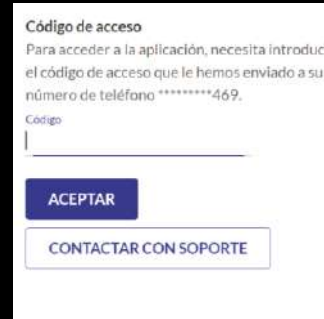 Código de acceso
Para acceder a la aplicación, necesita introduc
el código de acceso que le hemos enviado a su
número de teléfono *********469.
Código
ACEPTAR
CONTACTAR CON SOPORTE